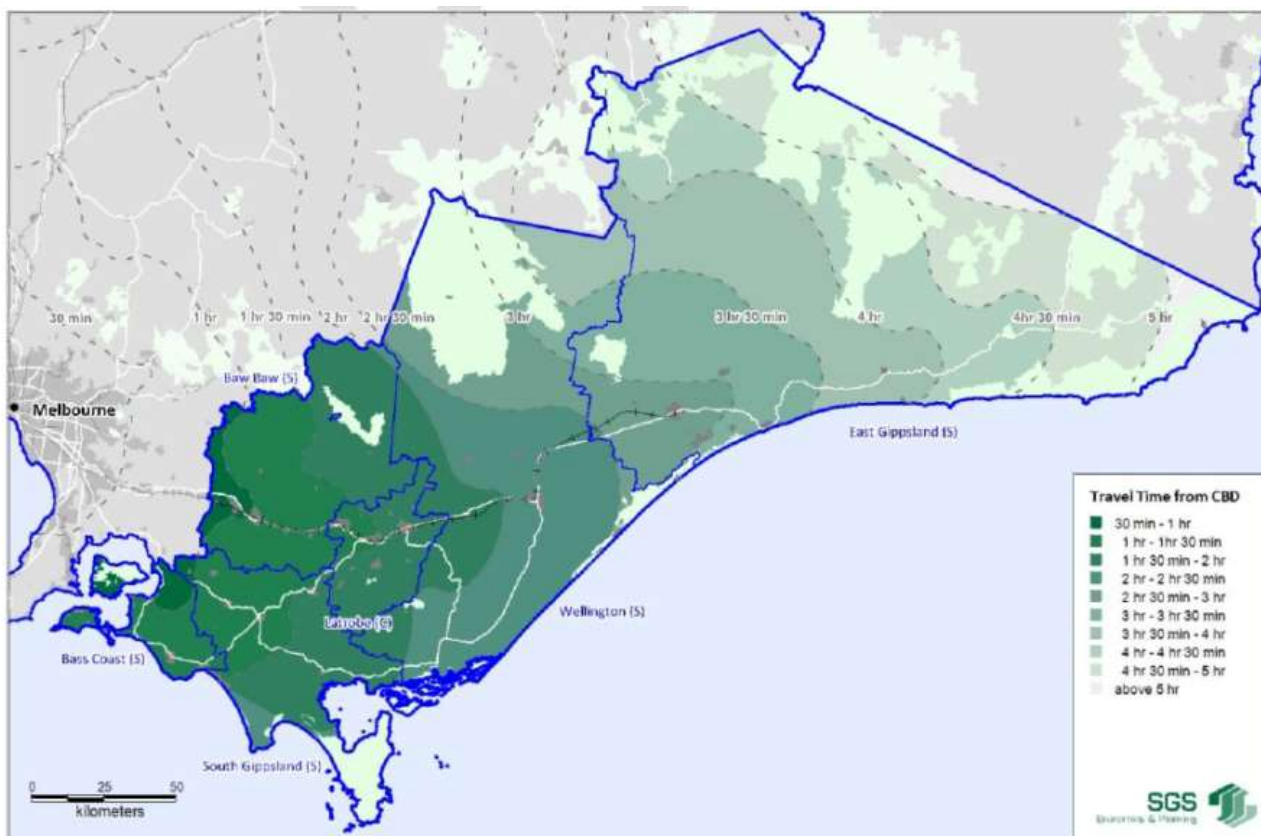 30 min
1 hr
1 hr 30 min
2 hr
2 hr 30 min
3 hr
3 hr 30 min
4 hr
4hr 30 min
5 hr
Baw Baw (S)
Melbourne
East Gippsland (S)
Wellington (S)
Latrobe (C)
Bass Coast (S)
South Gippsland (S)
0 25 50
kilometers
Travel Time from CBD
30 min - 1 hr
1 hr - 1hr 30 min
1 hr 30 min - 2 hr
2 hr - 2 hr 30 min
2 hr 30 min - 3 hr
3 hr - 3 hr 30 min
3 hr 30 min - 4 hr
4 hr - 4 hr 30 min
4 hr 30 min - 5 hr
above 5 hr
SGS
Economics & Planning